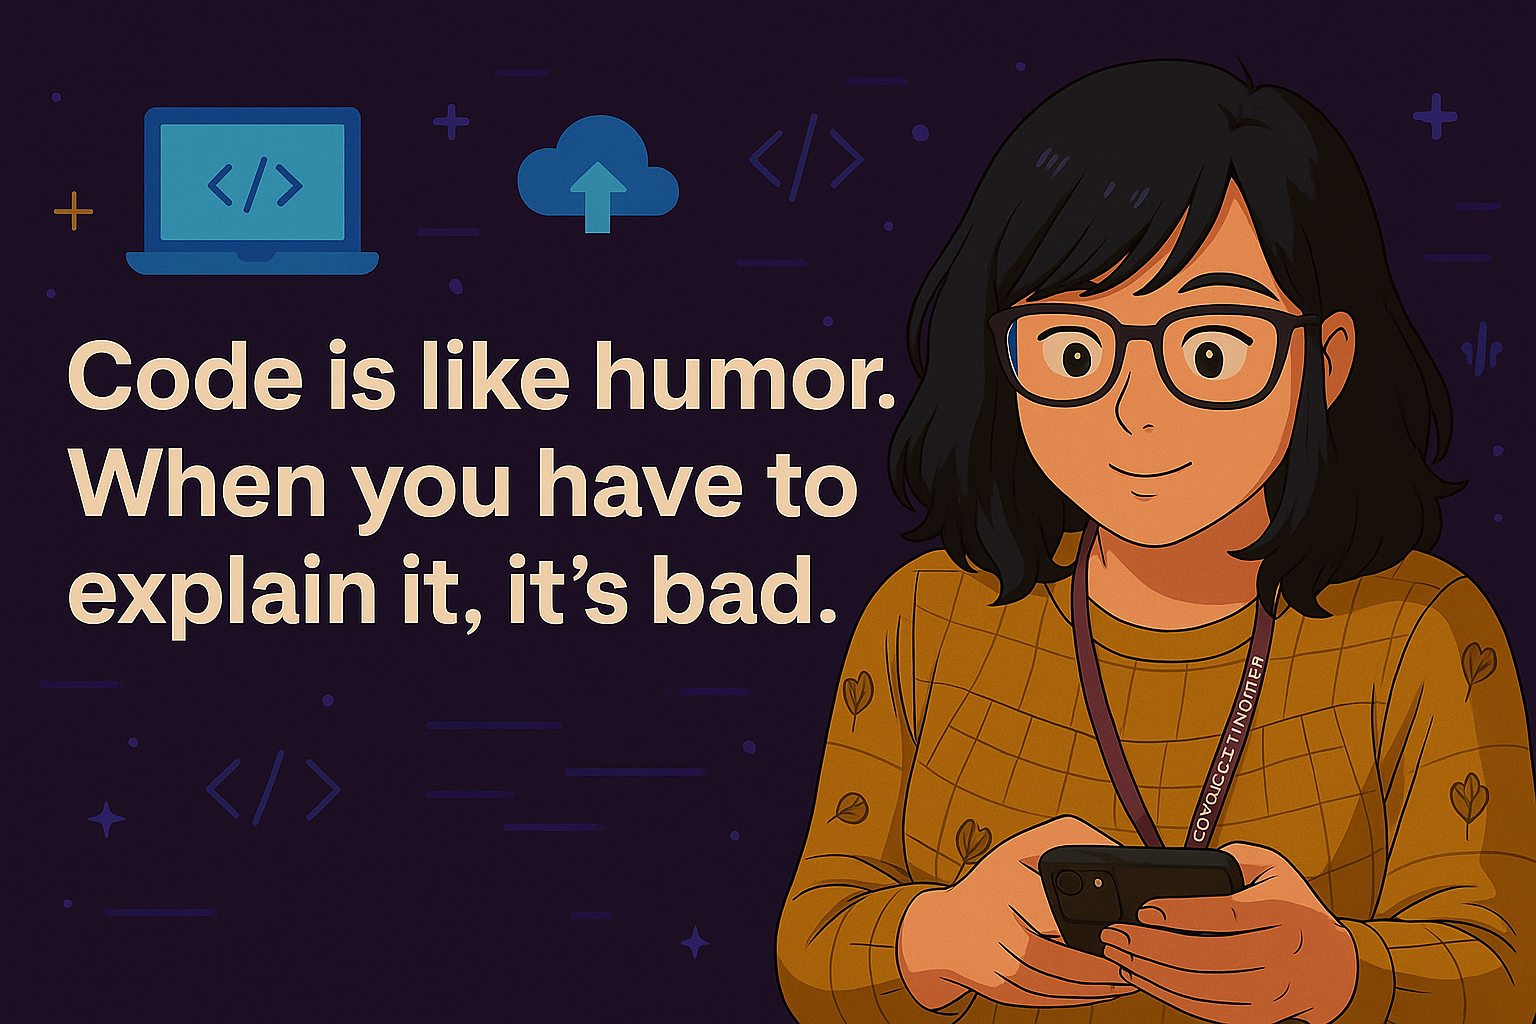 </>
</>
Code is like humor.
When you have to
explain it, it's bad.
</>